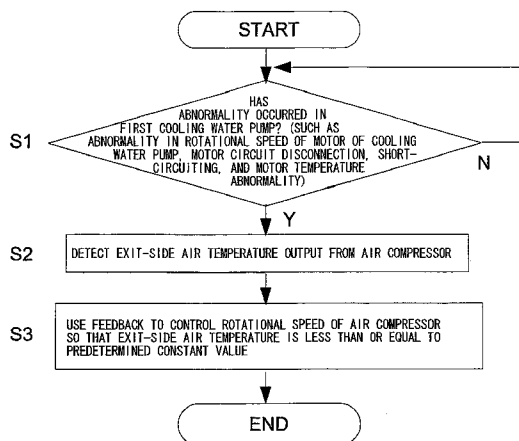 START
HAS
ABNORMALITY OCCURRED IN
FIRST COOLING WATER PUMP? (SUCH AS
ABNORMALITY IN ROTATIONAL SPEED OF MOTOR OF COOLING
WATER PUMP, MOTOR CIRCUIT DISCONNECTION, SHORT-
CIRCUITING, AND MOTOR TEMPERATURE
ABNORMALITY)
S1
N
Y
S2
DETECT EXIT-SIDE AIR TEMPERATURE OUTPUT FROM AIR COMPRESSOR
S3
USE FEEDBACK TO CONTROL ROTATIONAL SPEED OF AIR COMPRESSOR
SO THAT EXIT-SIDE AIR TEMPERATURE IS LESS THAN OR EQUAL TO
PREDETERMINED CONSTANT VALUE
END